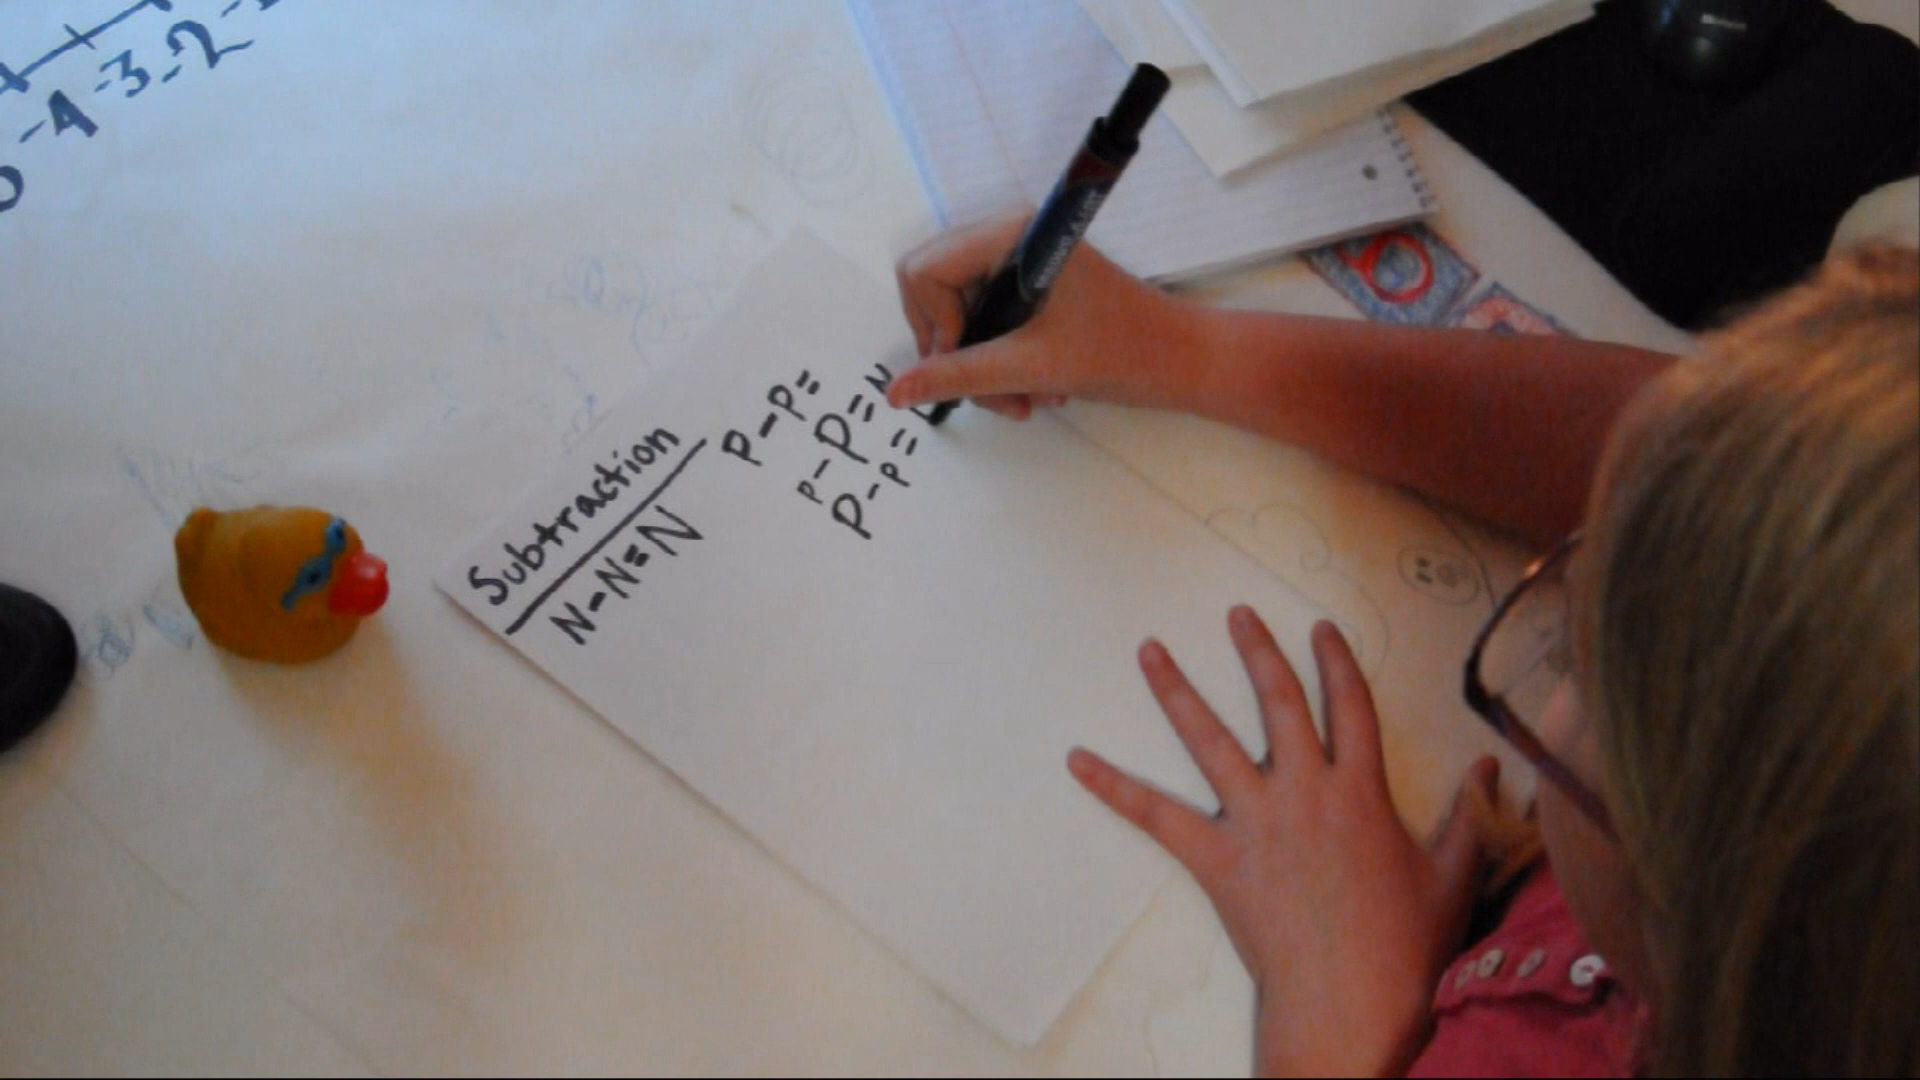 -4 -3 -2
Subtraction
N-N=N
P-P=
P-P=N
P-P=